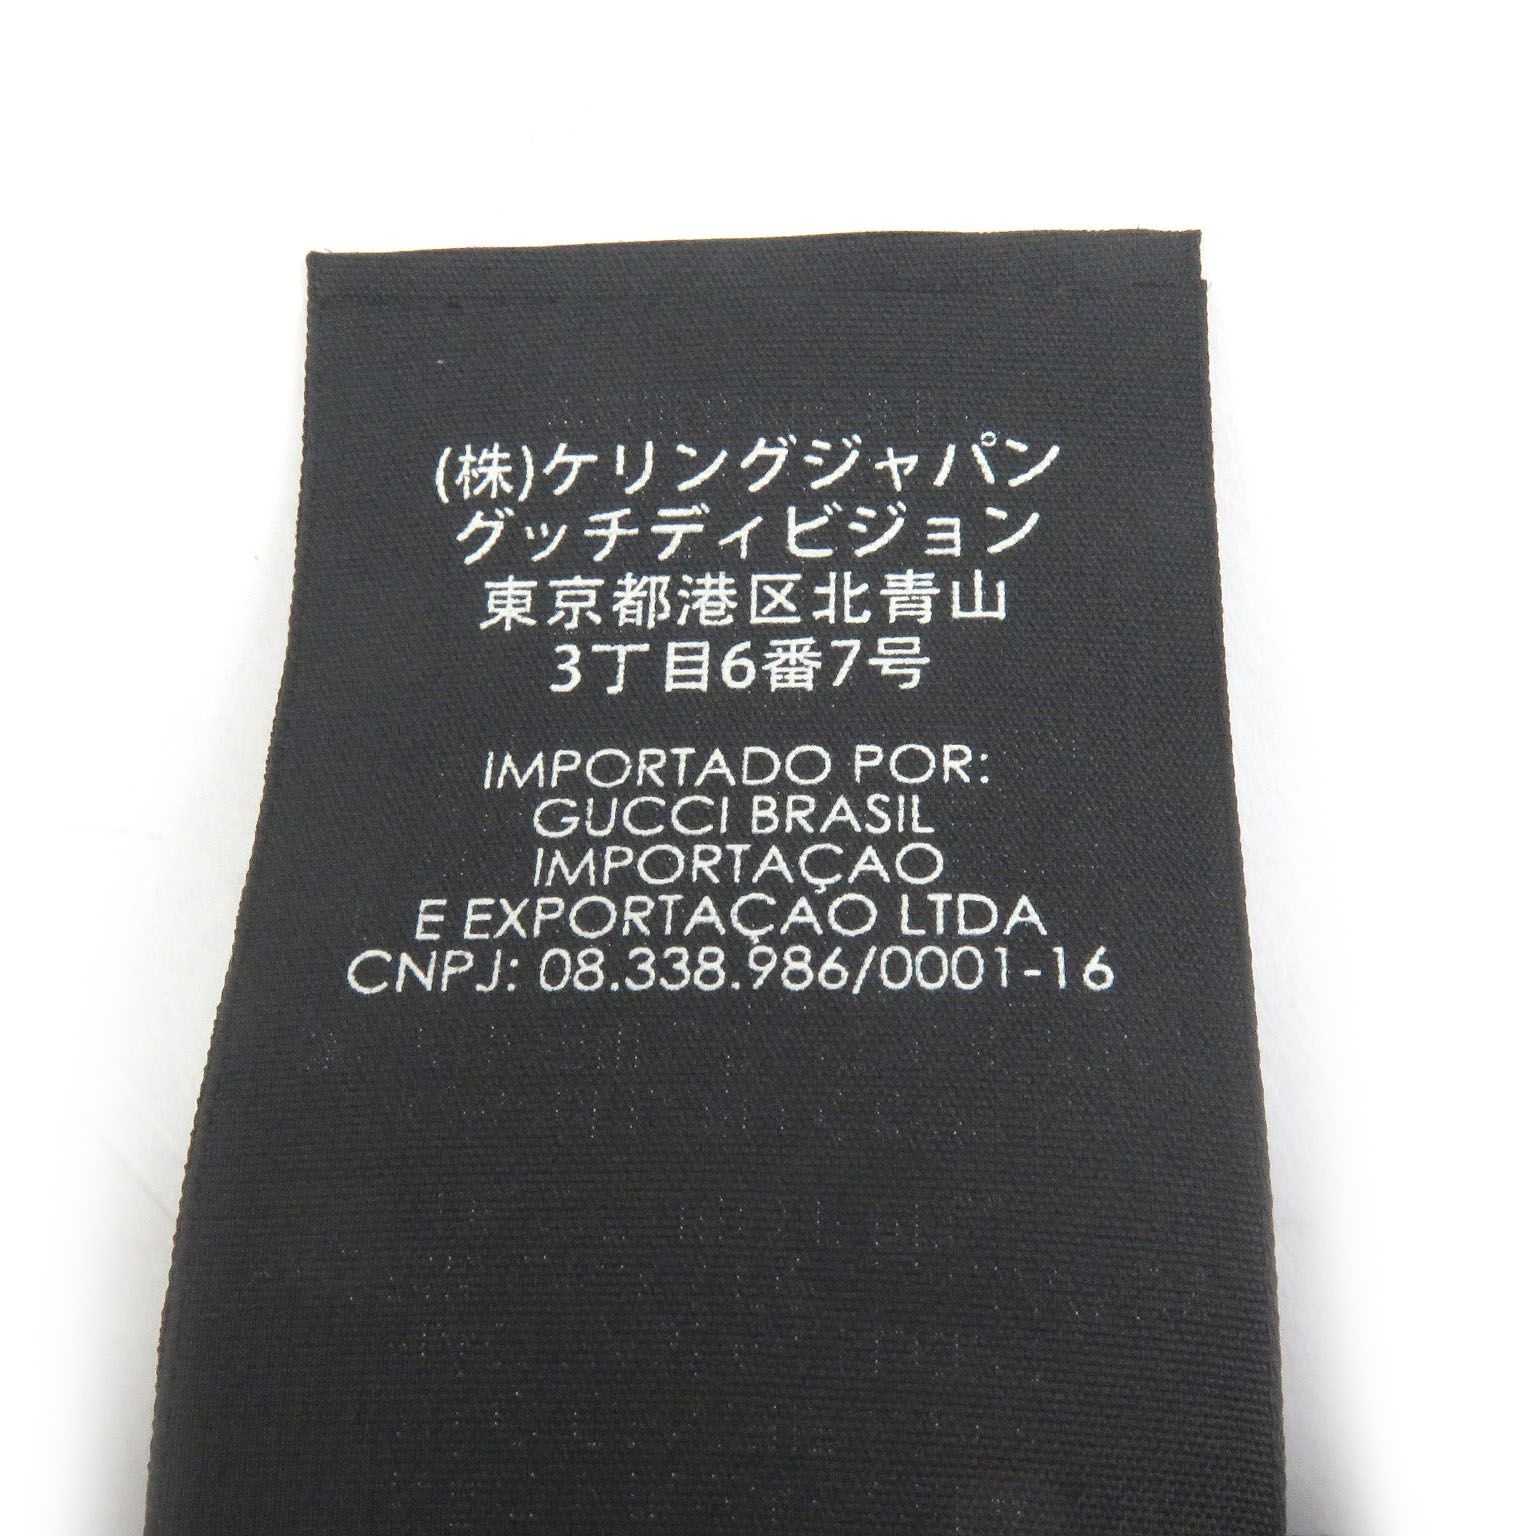 (株)ケリングジャパン
グッチディビジョン
東京都港区北青山
3丁目6番7号
IMPORTADO POR:
GUCCI BRASIL
IMPORTAÇAO
E EXPORTAÇAO LTDA
CNPJ: 08.338.986/0001-16